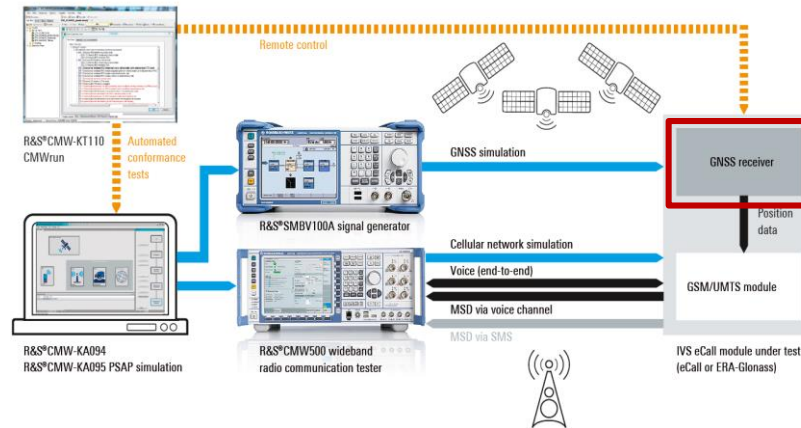 Remote control
R&S®CMW-KT110
CMWrun
Automated
conformance
tests
GNSS simulation
GNSS receiver
R&S®SMBV100A signal generator
Position
data
Cellular network simulation
Voice (end-to-end)
GSM/UMTS module
MSD via voice channel
MSD via SMS
R&S®CMW-KA094
R&S®CMW-KA095 PSAP simulation
R&S®CMW500 wideband
radio communication tester
IVS eCall module under test
(eCall or ERA-Glonass)